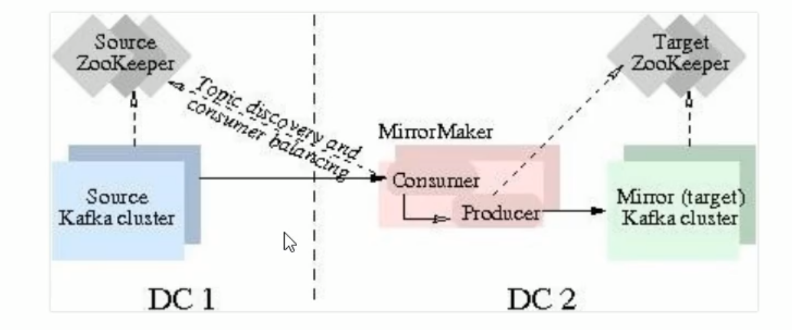 Source
ZooKeeper
Target
ZooKeeper
Topic discovery and
consumer balancing
MirrorMaker
Source
Kafka cluster
Consumer
Producer
Mirror (target)
Kafka cluster
DC 1
DC 2